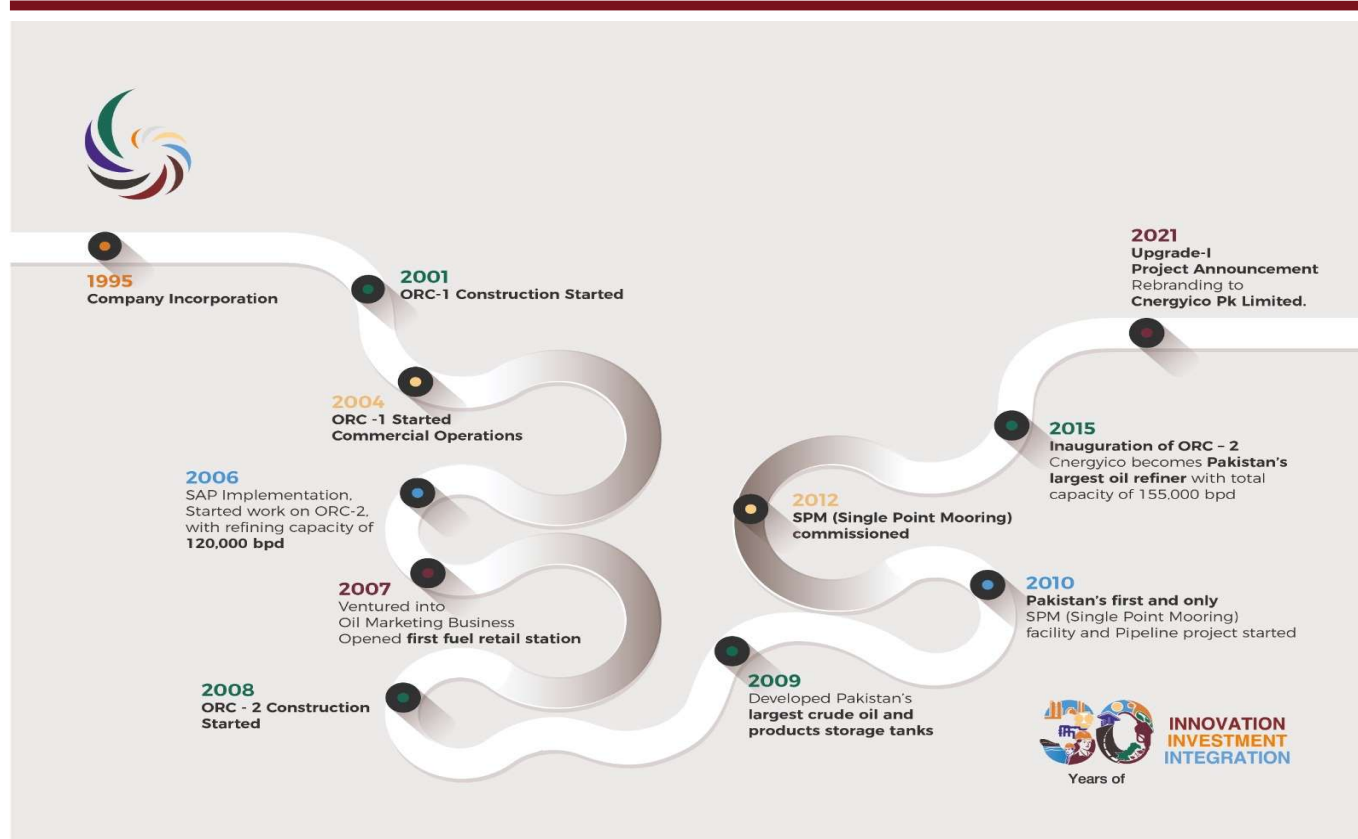 1995
Company Incorporation
2001
ORC-1 Construction Started
2004
ORC -1 Started
Commercial Operations
2006
SAP Implementation,
Started work on ORC-2,
with refining capacity of
120,000 bpd
2007
Ventured into
Oil Marketing Business
Opened first fuel retail station
2008
ORC - 2 Construction
Started
2009
Developed Pakistan's
largest crude oil and
products storage tanks
2010
Pakistan's first and only
SPM (Single Point Mooring)
facility and Pipeline project started
2012
SPM (Single Point Mooring)
commissioned
2015
Inauguration of ORC – 2
Cnergyico becomes Pakistan's
largest oil refiner with total
capacity of 155,000 bpd
2021
Upgrade-I
Project Announcement
Rebranding to
Cnergyico Pk Limited.
30
Years of
INNOVATION
INVESTMENT
INTEGRATION